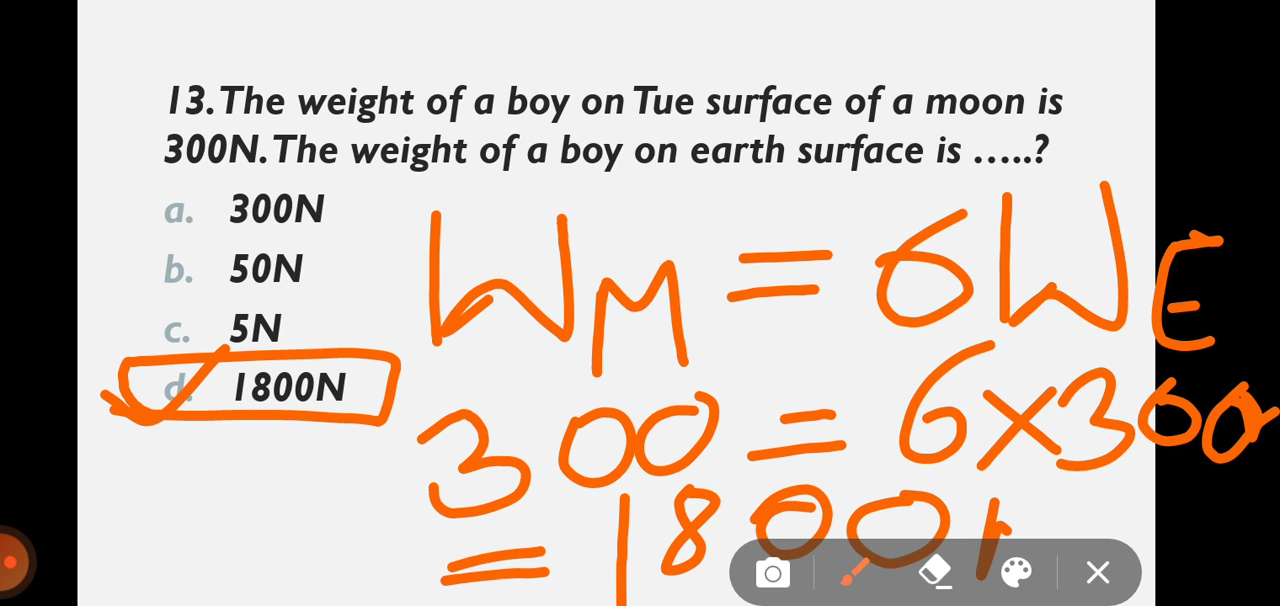 13. The weight of a boy on Tue surface of a moon is
300N. The weight of a boy on earth surface is .....?
a. 300N
b. 50N
c. 5N
d. 1800N
WM = 6WE
300 = 6×300
= 1800